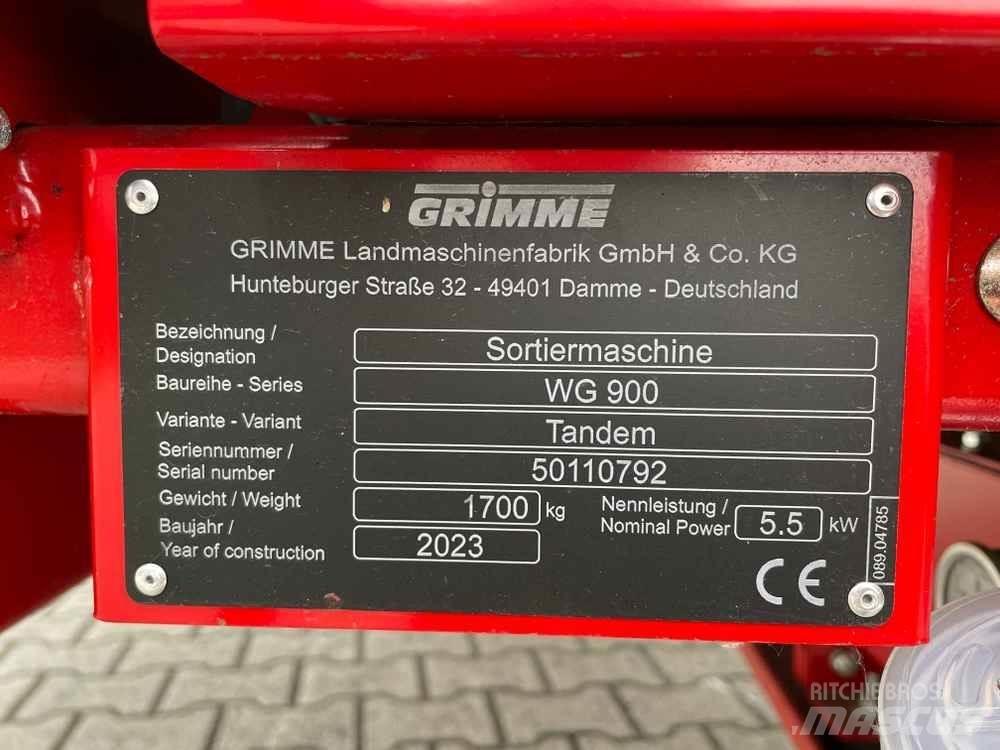 GRIMME
GRIMME Landmaschinenfabrik GmbH & Co. KG
Hunteburger Straße 32 - 49401 Damme - Deutschland
Bezeichnung /
Designation
Sortiermaschine
Baureihe - Series
WG 900
Variante - Variant
Tandem
Seriennummer /
Serial number
50110792
Gewicht / Weight
1700 kg
Nennleistung /
Nominal Power
5.5 kW
Baujahr /
Year of construction
2023
CE
089.04785
RITCHIE BROS
MASCUS